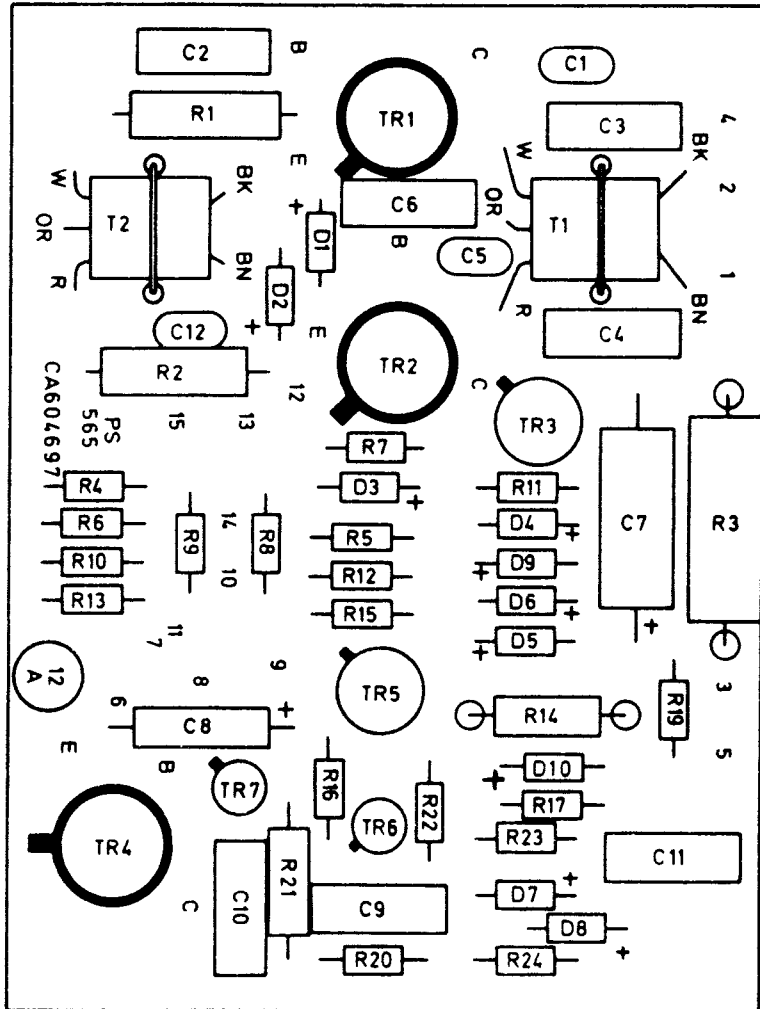 C2
B
C
C1
R1
TR1
C3
4
E
W
BK
W
BK
2
+
C6
OR
OR
T2
D1
B
T1
C5
1
R
BN
D2
R
BN
C12
+
E
C4
R2
TR2
12
C
CA604697
PS
565
15
13
TR3
R7
R4
D3
+
R11
C7
R3
R6
R9
14
R8
R5
D4
+
R10
10
R12
+
D9
R13
R15
D6
+
11
7
+
D5
+
12
A
9
8
TR5
3
6
C8
+
R14
R19
E
B
5
TR7
R16
R22
+
D10
R17
TR4
TR6
R23
C11
R21
C
C10
C9
D7
+
D8
+
R20
R24